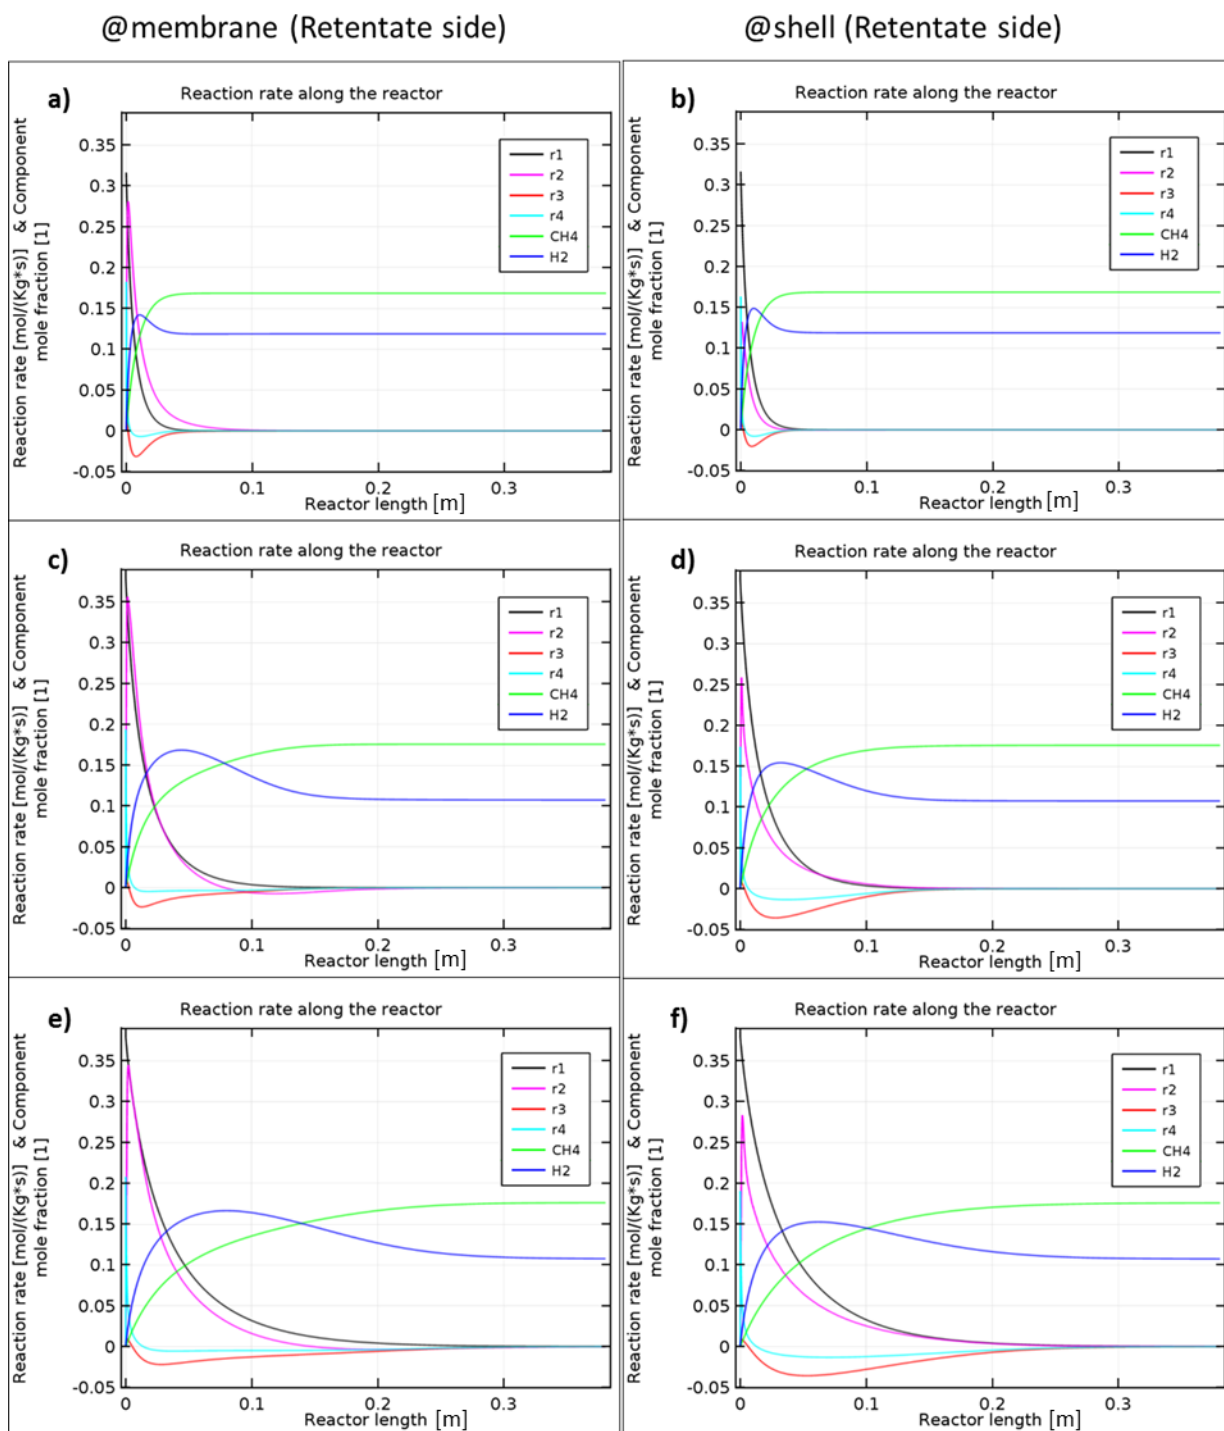 @membrane (Retentate side)
@shell (Retentate side)
a)
Reaction rate along the reactor
Reaction rate [mol/(Kg*s)] & Component
mole fraction [1]
0.35
0.3
0.25
0.2
0.15
0.1
0.05
0
-0.05
r1
r2
r3
r4
CH4
H2
0
0.1
0.2
0.3
Reactor length [m]
b)
Reaction rate along the reactor
Reaction rate [mol/(Kg*s)] & Component
mole fraction [1]
0.35
0.3
0.25
0.2
0.15
0.1
0.05
0
-0.05
r1
r2
r3
r4
CH4
H2
0
0.1
0.2
0.3
Reactor length [m]
c)
Reaction rate along the reactor
Reaction rate [mol/(Kg*s)] & Component
mole fraction [1]
0.35
0.3
0.25
0.2
0.15
0.1
0.05
0
-0.05
r1
r2
r3
r4
CH4
H2
0
0.1
0.2
0.3
Reactor length [m]
d)
Reaction rate along the reactor
Reaction rate [mol/(Kg*s)] & Component
mole fraction [1]
0.35
0.3
0.25
0.2
0.15
0.1
0.05
0
-0.05
r1
r2
r3
r4
CH4
H2
0
0.1
0.2
0.3
Reactor length [m]
e)
Reaction rate along the reactor
Reaction rate [mol/(Kg*s)] & Component
mole fraction [1]
0.35
0.3
0.25
0.2
0.15
0.1
0.05
0
-0.05
r1
r2
r3
r4
CH4
H2
0
0.1
0.2
0.3
Reactor length [m]
f)
Reaction rate along the reactor
Reaction rate [mol/(Kg*s)] & Component
mole fraction [1]
0.35
0.3
0.25
0.2
0.15
0.1
0.05
0
-0.05
r1
r2
r3
r4
CH4
H2
0
0.1
0.2
0.3
Reactor length [m]